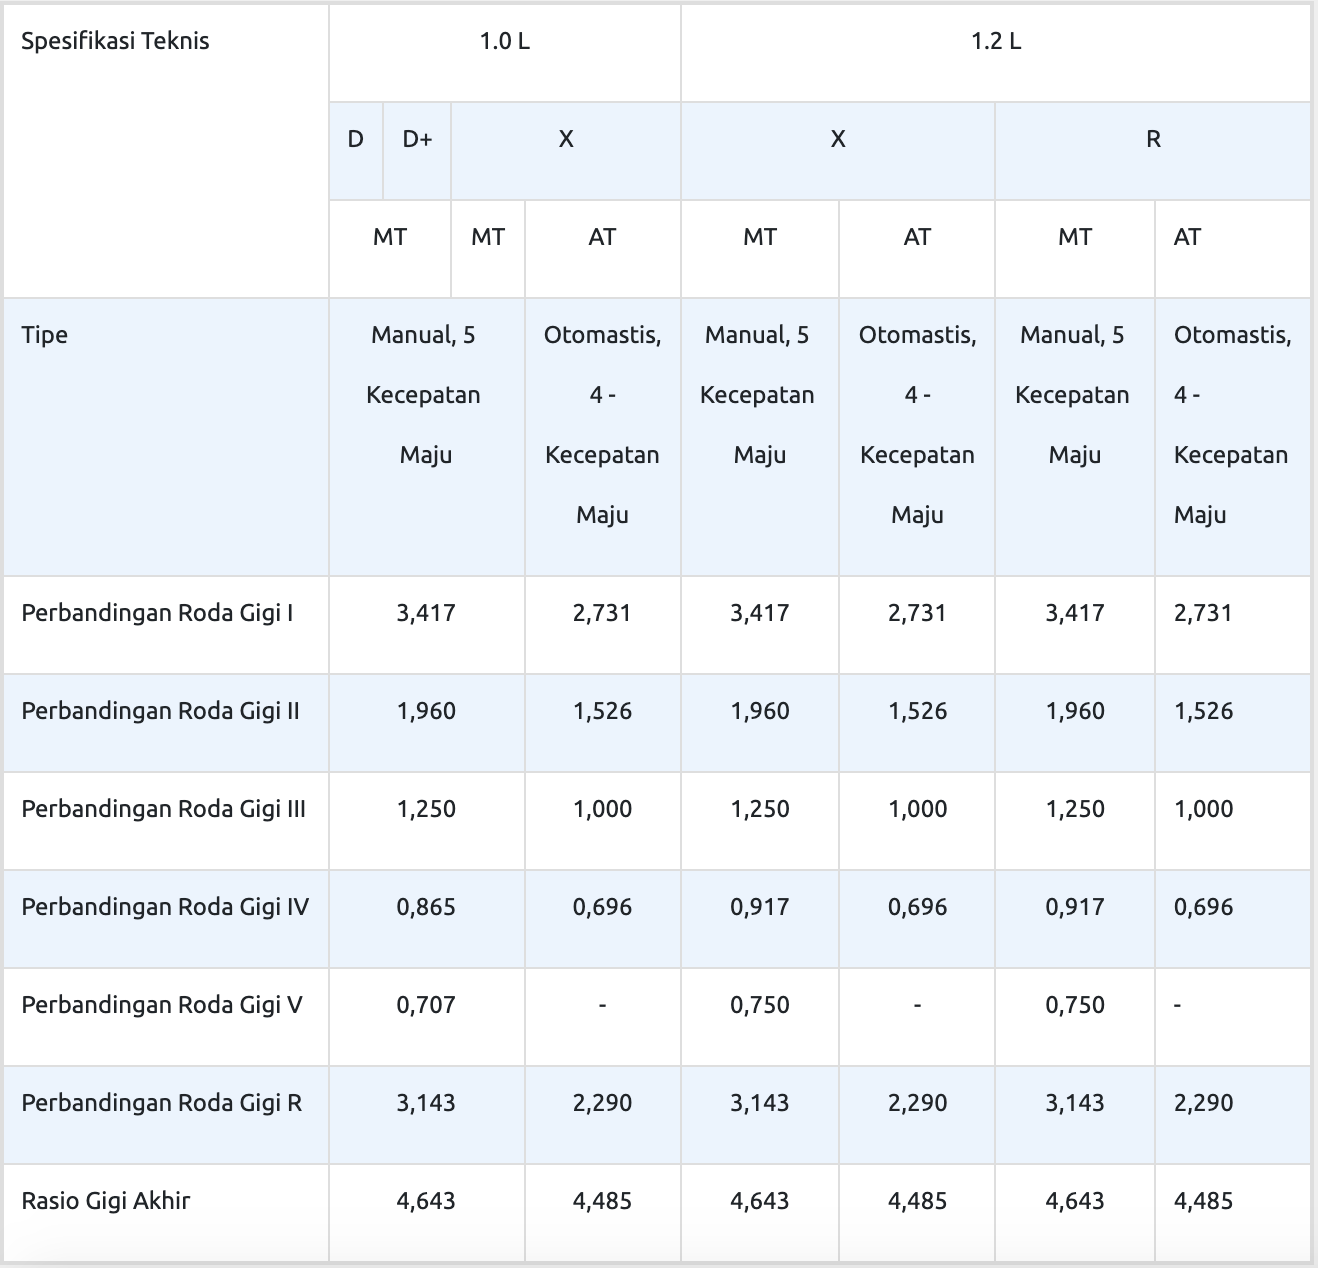 Spesifikasi Teknis 1.0 L 1.2 L
D D+ X X R
MT MT AT MT AT MT AT
Tipe Manual, 5 Otomastis, Manual, 5 Otomastis, Manual, 5 Otomastis,
Kecepatan 4 - Kecepatan 4 - Kecepatan 4 -
Maju Kecepatan Maju Kecepatan Maju Kecepatan
Maju Maju Maju
Perbandingan Roda Gigi I 3,417 2,731 3,417 2,731 3,417 2,731
Perbandingan Roda Gigi II 1,960 1,526 1,960 1,526 1,960 1,526
Perbandingan Roda Gigi III 1,250 1,000 1,250 1,000 1,250 1,000
Perbandingan Roda Gigi IV 0,865 0,696 0,917 0,696 0,917 0,696
Perbandingan Roda Gigi V 0,707 - 0,750 - 0,750 -
Perbandingan Roda Gigi R 3,143 2,290 3,143 2,290 3,143 2,290
Rasio Gigi Akhir 4,643 4,485 4,643 4,485 4,643 4,485